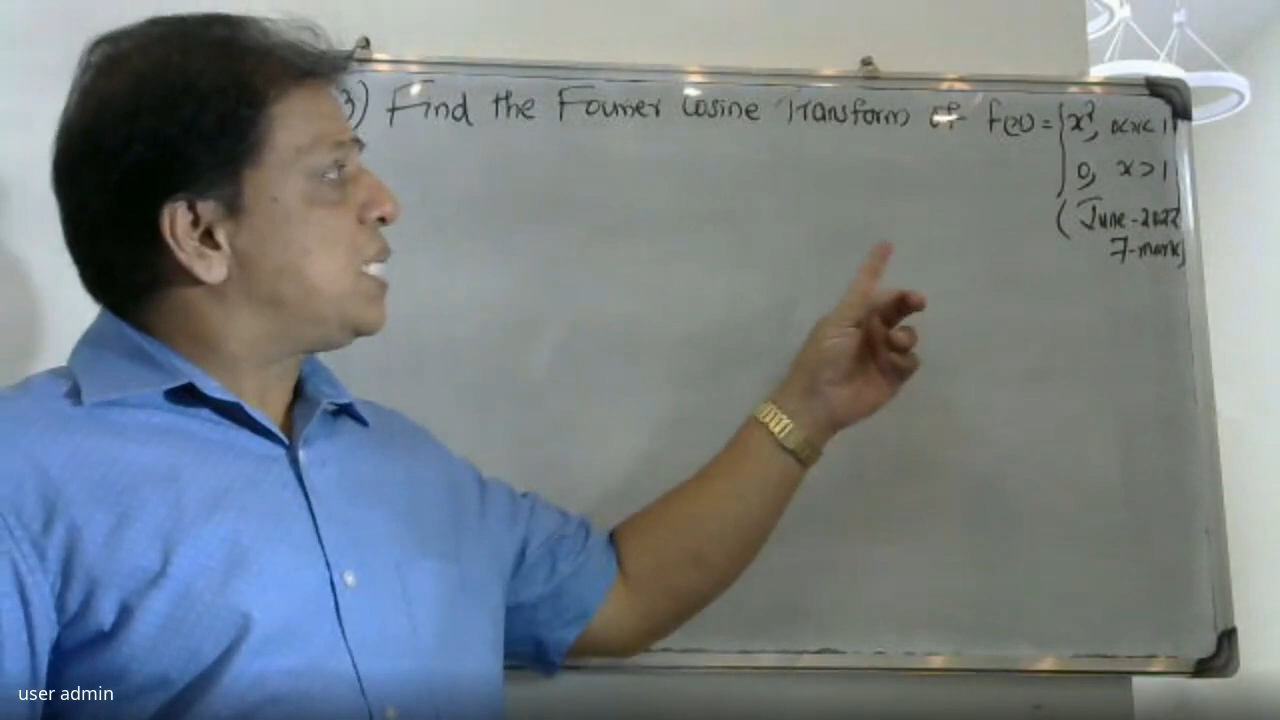 3) Find the Fourier Cosine Transform of f(x) = { x², 0<x<1
0, x>1
(June-2022
7-marks)
user admin